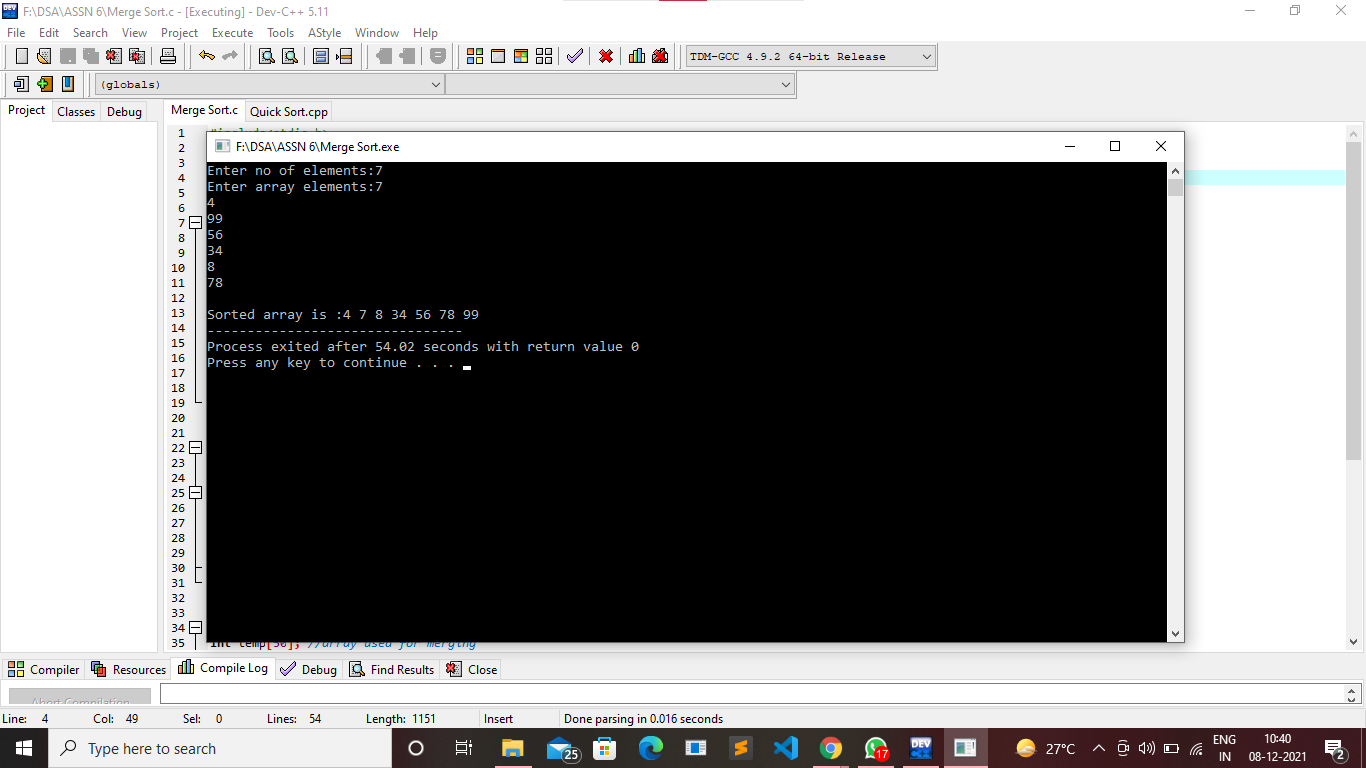 F:\DSA\ASSN 6\Merge Sort.c - [Executing] - Dev-C++ 5.11
File Edit Search View Project Execute Tools AStyle Window Help
TDM-GCC 4.9.2 64-bit Release
(globals)
Project Classes Debug Merge Sort.c Quick Sort.cpp
1
2
F:\DSA\ASSN 6\Merge Sort.exe
3
Enter no of elements:7
4
Enter array elements:7
5
4
6
99
7
56
8
34
9
8
10
78
11
12
Sorted array is :4 7 8 34 56 78 99
13
--------------------------------
14
Process exited after 54.02 seconds with return value 0
15
Press any key to continue . . .
16
17
18
19
20
21
22
23
24
25
26
27
28
29
30
31
32
33
34
35 int temp[50]; //array used for merging
Compiler Resources Compile Log Debug Find Results Close
Abort Compilation
Line: 4 Col: 49 Sel: 0 Lines: 54 Length: 1151 Insert Done parsing in 0.016 seconds
Type here to search 25 17 DEV 27°C ENG 10:40
IN 08-12-2021 2